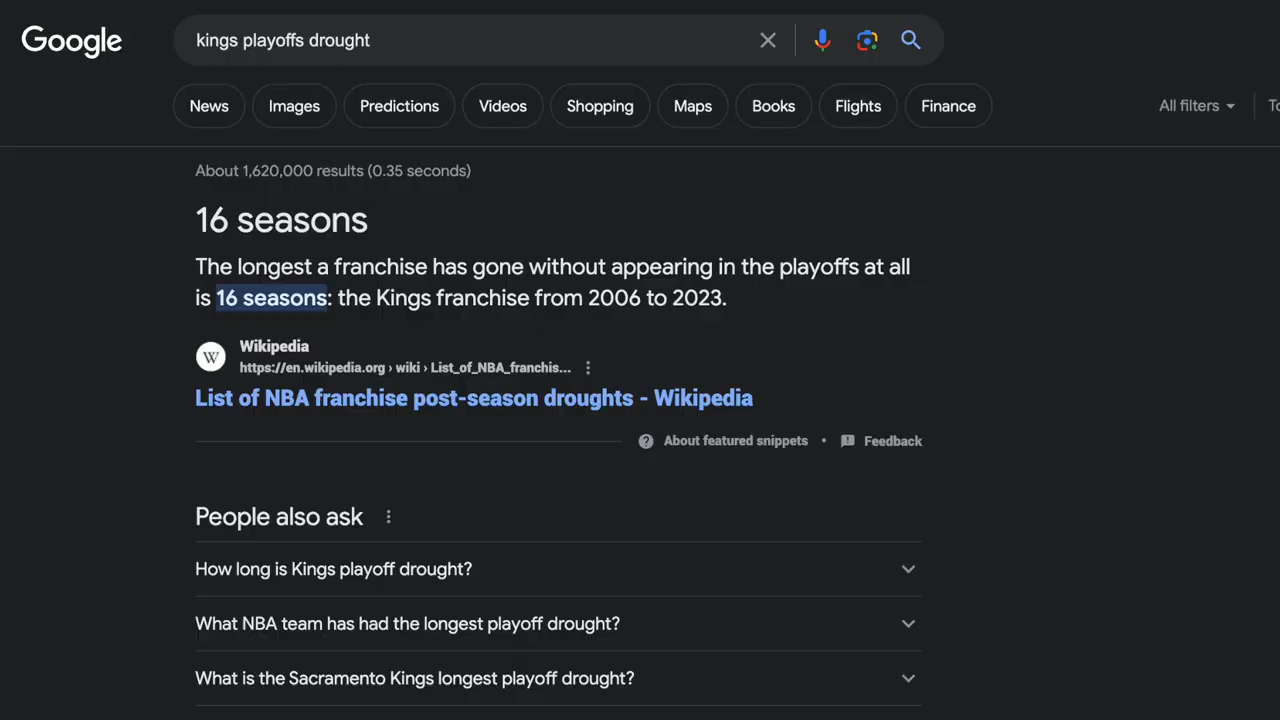 Google
kings playoffs drought
News
Images
Predictions
Videos
Shopping
Maps
Books
Flights
Finance
All filters
About 1,620,000 results (0.35 seconds)
16 seasons
The longest a franchise has gone without appearing in the playoffs at all
is 16 seasons: the Kings franchise from 2006 to 2023.
W
Wikipedia
https://en.wikipedia.org › wiki › List_of_NBA_franchis...
List of NBA franchise post-season droughts - Wikipedia
About featured snippets • Feedback
People also ask
How long is Kings playoff drought?
What NBA team has had the longest playoff drought?
What is the Sacramento Kings longest playoff drought?